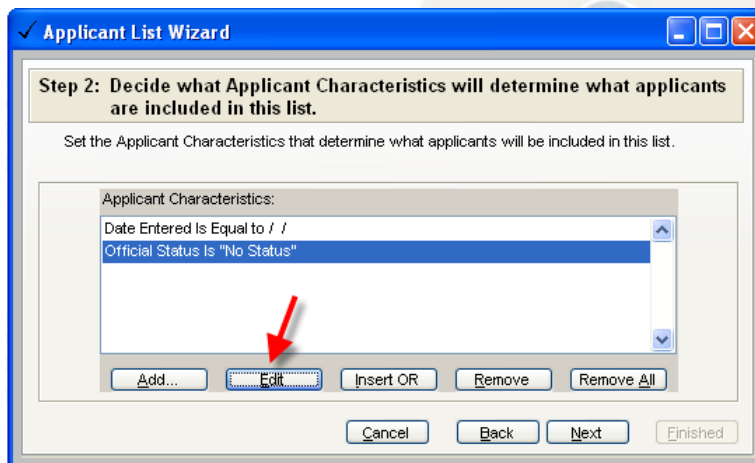 Applicant List Wizard
Step 2: Decide what Applicant Characteristics will determine what applicants
are included in this list.
Set the Applicant Characteristics that determine what applicants will be included in this list.
Applicant Characteristics:
Date Entered Is Equal to / /
Official Status Is "No Status"
Add... Edit Insert OR Remove Remove All
Cancel Back Next Finished